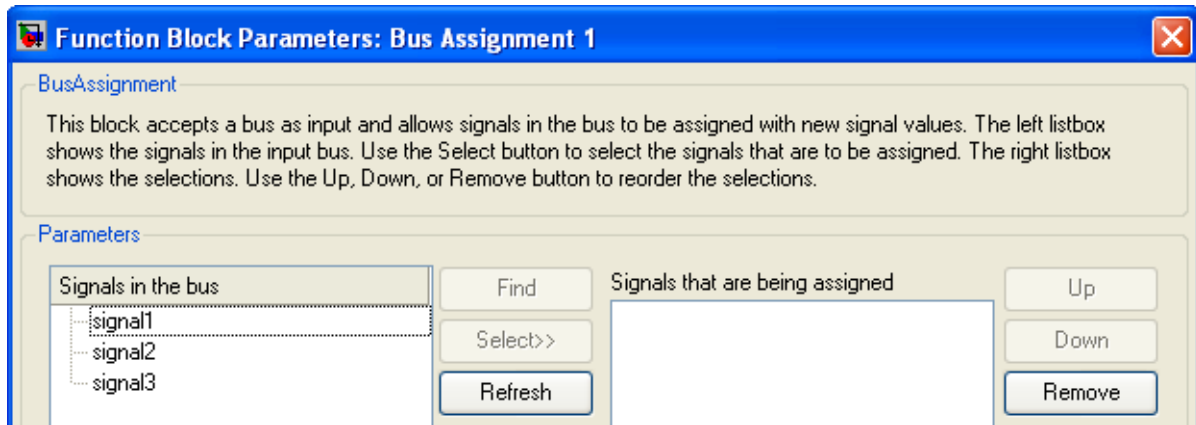 Function Block Parameters: Bus Assignment 1
BusAssignment
This block accepts a bus as input and allows signals in the bus to be assigned with new signal values. The left listbox
shows the signals in the input bus. Use the Select button to select the signals that are to be assigned. The right listbox
shows the selections. Use the Up, Down, or Remove button to reorder the selections.
Parameters
Signals in the bus
signal1
signal2
signal3
Find
Select>>
Refresh
Signals that are being assigned
Up
Down
Remove